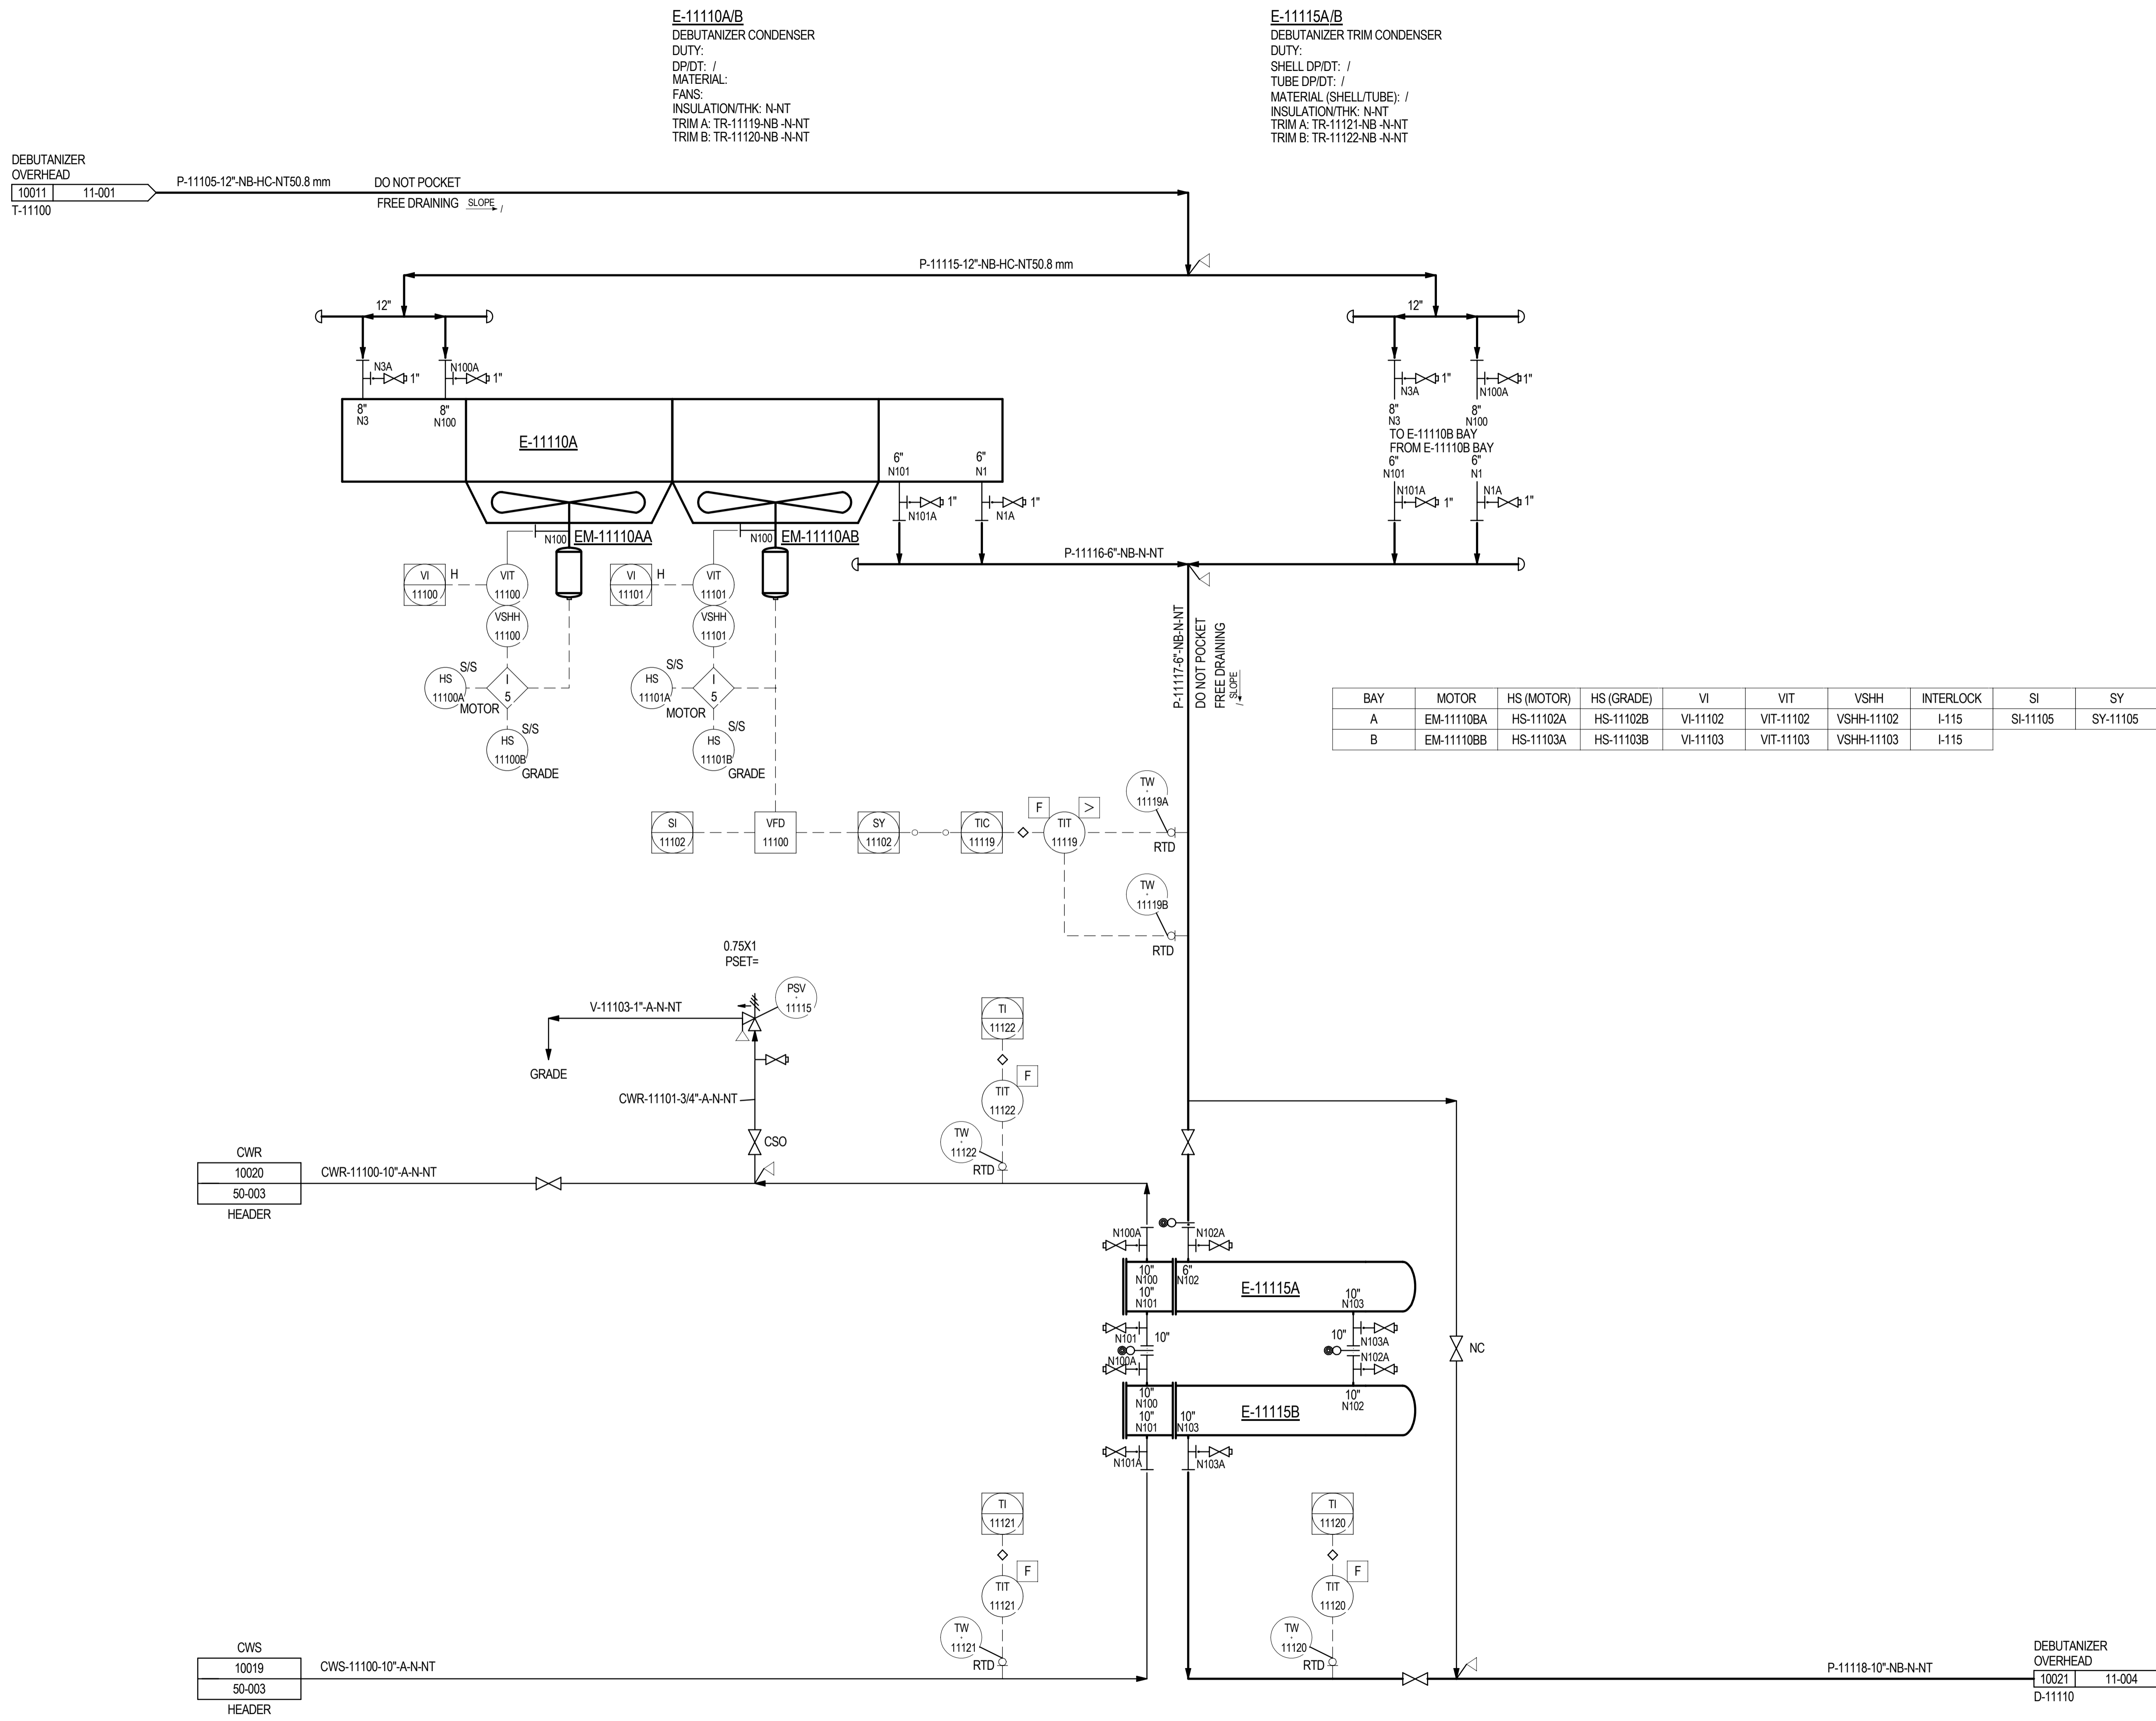 E-11110A/B
DEBUTANIZER CONDENSER
DUTY:
DP/DT: /
MATERIAL:
FANS:
INSULATION/THK: N-NT
TRIM A: TR-11119-NB -N-NT
TRIM B: TR-11120-NB -N-NT
E-11115A/B
DEBUTANIZER TRIM CONDENSER
DUTY:
SHELL DP/DT: /
TUBE DP/DT: /
MATERIAL (SHELL/TUBE): /
INSULATION/THK: N-NT
TRIM A: TR-11121-NB -N-NT
TRIM B: TR-11122-NB -N-NT
DEBUTANIZER
OVERHEAD
10011 11-001
T-11100
P-11105-12"-NB-HC-NT50.8 mm
DO NOT POCKET
FREE DRAINING SLOPE /
P-11115-12"-NB-HC-NT50.8 mm
12"
12"
N3A
1"
N100A
1"
8"
N3
8"
N100
E-11110A
6"
N101
6"
N1
1"
N101A
1"
N1A
1"
N3A
1"
N100A
8"
N3
8"
N100
TO E-11110B BAY
FROM E-11110B BAY
6"
N101
6"
N1
N101A
1"
N1A
1"
N100
EM-11110AA
N100
EM-11110AB
P-11116-6"-NB-N-NT
VI
11100
H
VIT
11100
VSHH
11100
S/S
HS
11100A
I
5
MOTOR
S/S
HS
11100B
GRADE
VI
11101
H
VIT
11101
VSHH
11101
S/S
HS
11101A
I
5
MOTOR
S/S
HS
11101B
GRADE
P-11117-6"-NB-N-NT
DO NOT POCKET
FREE DRAINING
SLOPE /
BAY MOTOR HS (MOTOR) HS (GRADE) VI VIT VSHH INTERLOCK SI SY
A EM-11110BA HS-11102A HS-11102B VI-11102 VIT-11102 VSHH-11102 I-115 SI-11105 SY-11105
B EM-11110BB HS-11103A HS-11103B VI-11103 VIT-11103 VSHH-11103 I-115
SI
11102
VFD
11100
SY
11102
TIC
11119
F
>
TIT
11119
TW
11119A
RTD
TW
11119B
RTD
0.75X1
PSET=
PSV
11115
V-11103-1"-A-N-NT
GRADE
CWR-11101-3/4"-A-N-NT
CSO
TI
11122
F
TIT
11122
TW
11122
RTD
CWR
10020
50-003
HEADER
CWR-11100-10"-A-N-NT
N100A
N102A
10"
N100
10"
N101
6"
N102
E-11115A
10"
N103
N101
10"
10"
N103A
N100A
N102A
10"
N100
10"
N101
10"
N103
E-11115B
10"
N102
N101A
N103A
NC
TI
11121
F
TIT
11121
TW
11121
RTD
TI
11120
F
TIT
11120
TW
11120
RTD
CWS
10019
50-003
HEADER
CWS-11100-10"-A-N-NT
P-11118-10"-NB-N-NT
DEBUTANIZER
OVERHEAD
10021 11-004
D-11110